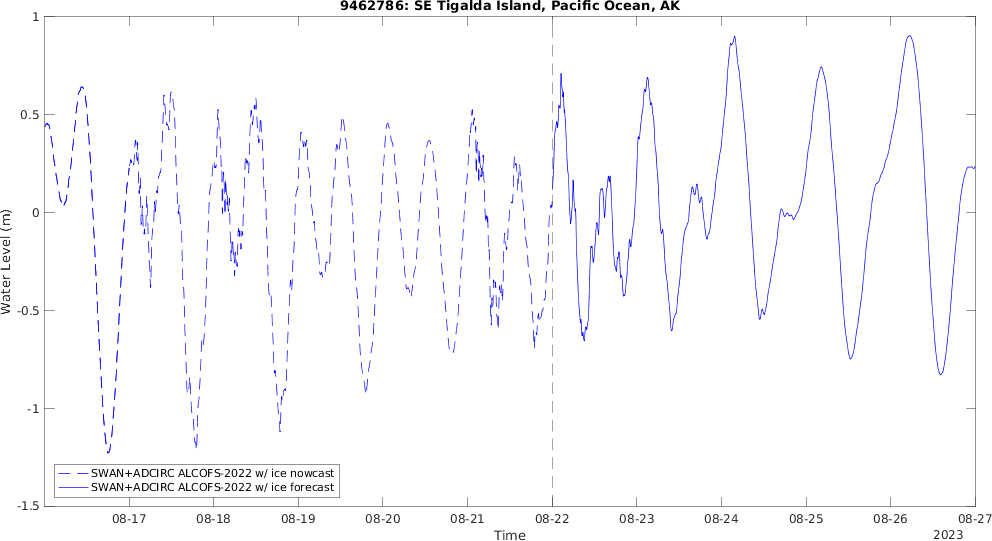 9462786: SE Tigalda Island, Pacific Ocean, AK
1
0.5
0
-0.5
-1
-1.5
Water Level (m)
SWAN+ADCIRC ALCOFS-2022 w/ ice nowcast
SWAN+ADCIRC ALCOFS-2022 w/ ice forecast
08-17 08-18 08-19 08-20 08-21 08-22 08-23 08-24 08-25 08-26 08-27
Time
2023